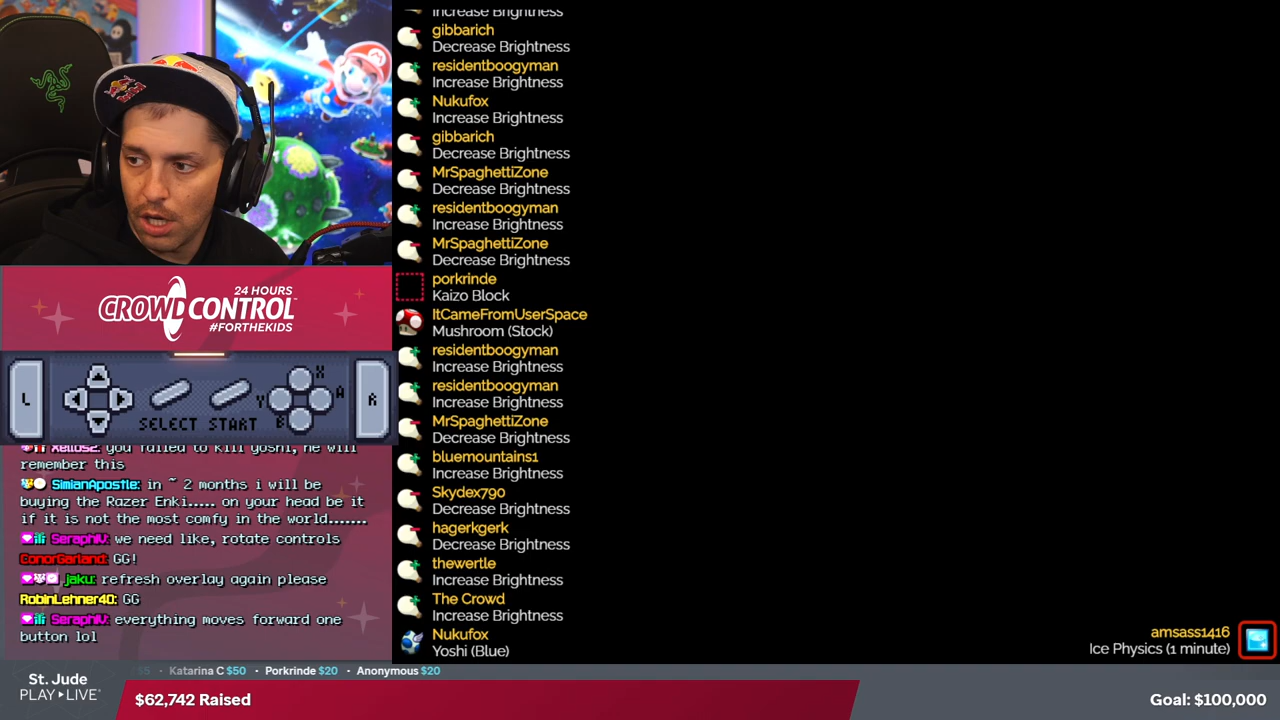 Increase Brightness
gibbarich
Decrease Brightness
residentboogyman
Increase Brightness
Nukufox
Increase Brightness
gibbarich
Decrease Brightness
MrSpaghettiZone
Decrease Brightness
residentboogyman
Increase Brightness
MrSpaghettiZone
Decrease Brightness
porkrinde
Kaizo Block
ItCameFromUserSpace
Mushroom (Stock)
residentboogyman
Increase Brightness
residentboogyman
Increase Brightness
MrSpaghettiZone
Decrease Brightness
bluemountains1
Increase Brightness
Skydex790
Decrease Brightness
hagerkgerk
Decrease Brightness
thewertle
Increase Brightness
The Crowd
Increase Brightness
Nukufox
Yoshi (Blue)
amsass1416
Ice Physics (1 minute)
24 HOURS
CROWD CONTROL™
#FORTHEKIDS
L
SELECT START
Y
X
B
A
R
Xellos2: you failed to kill yoshi, he will
remember this
SimianApostle: in ~ 2 months i will be
buying the Razer Enki..... on your head be it
if it is not the most comfy in the world.......
SeraphIV: we need like, rotate controls
ConorGarland: GG!
jaku: refresh overlay again please
RobinLehner40: GG
SeraphIV: everything moves forward one
button lol
$5 · Katarina C $50 · Porkrinde $20 · Anonymous $20
St. Jude
PLAY LIVE
$62,742 Raised
Goal: $100,000